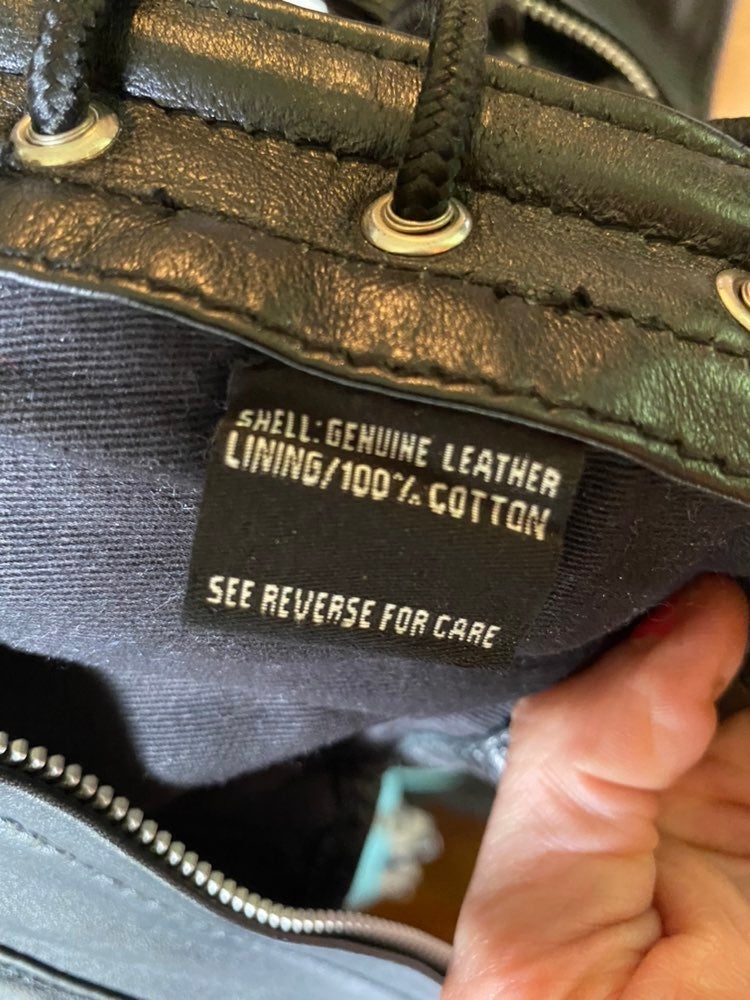 SHELL: GENUINE LEATHER
LINING/100% COTTON
SEE REVERSE FOR CARE